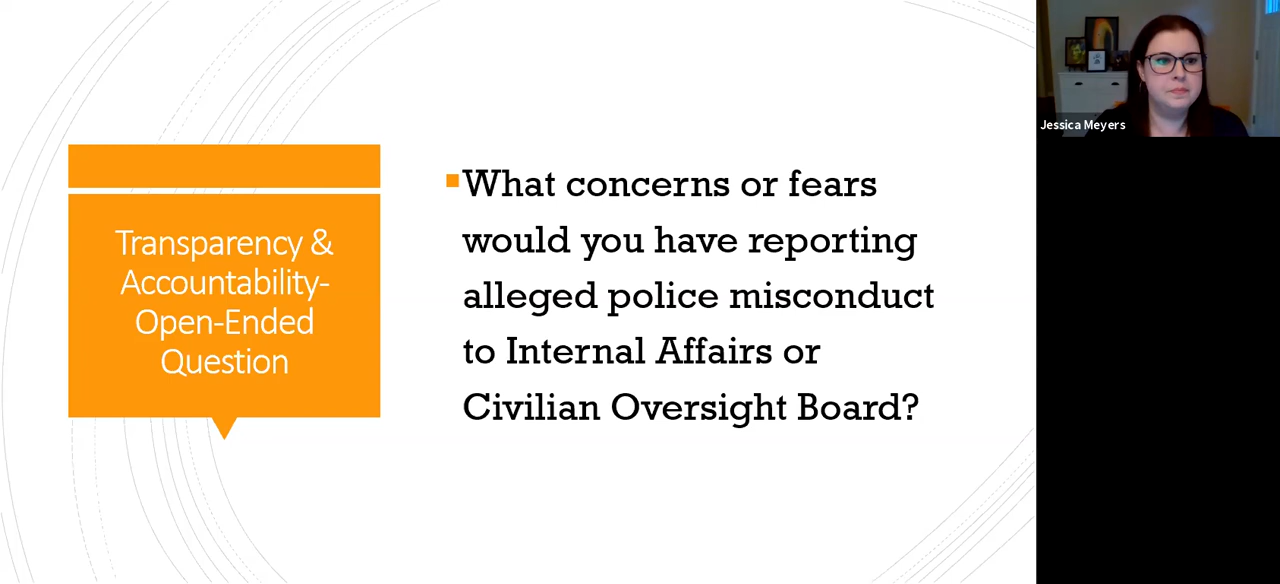 Transparency &
Accountability-
Open-Ended
Question
What concerns or fears
would you have reporting
alleged police misconduct
to Internal Affairs or
Civilian Oversight Board?
Jessica Meyers